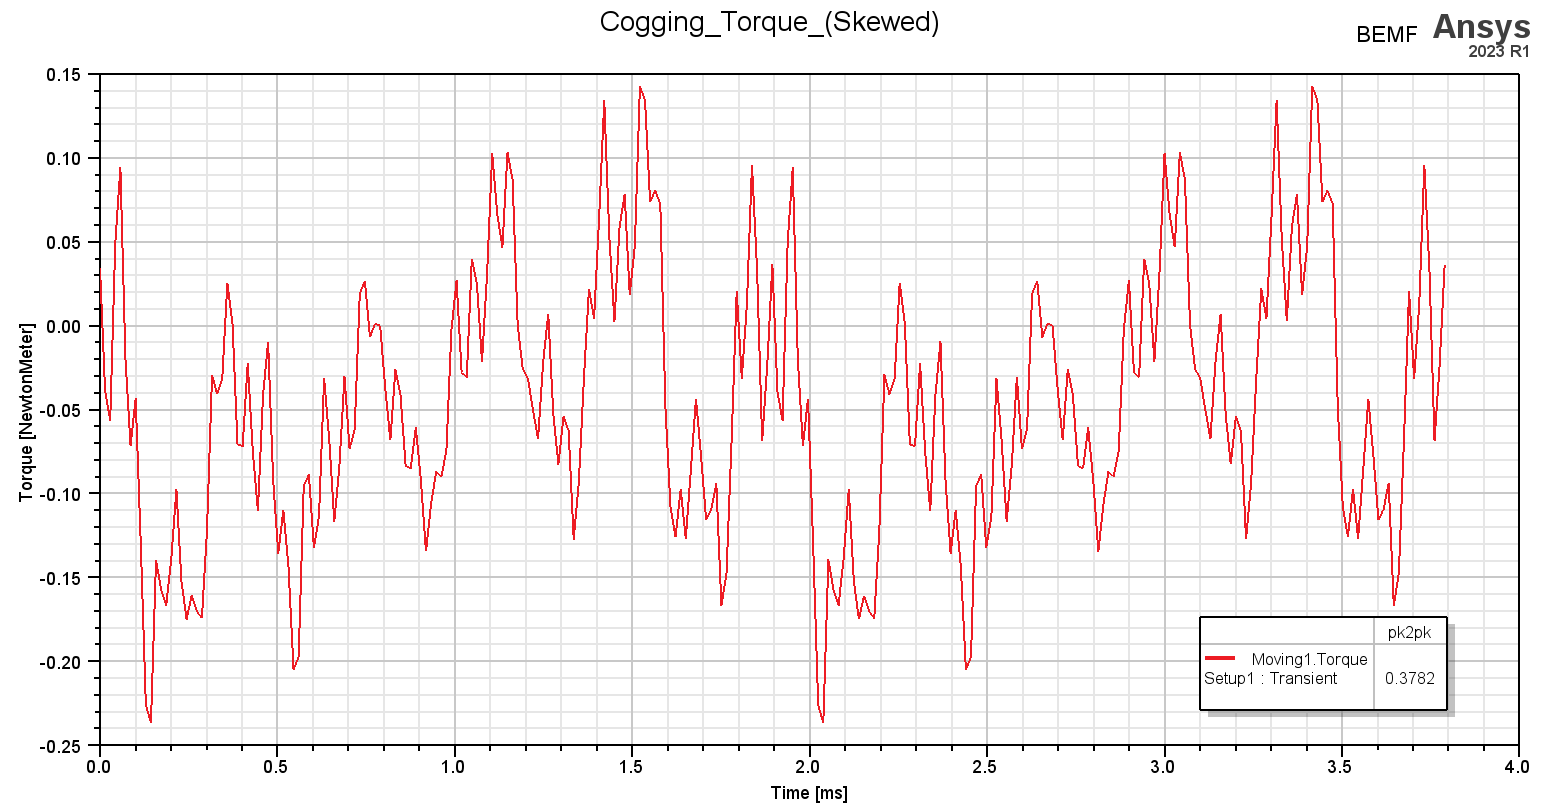 Cogging_Torque_(Skewed)
BEMF Ansys
2023 R1
0.15
0.10
0.05
0.00
-0.05
-0.10
-0.15
-0.20
-0.25
Torque [NewtonMeter]
0.0 0.5 1.0 1.5 2.0 2.5 3.0 3.5 4.0
Time [ms]
pk2pk
Moving1.Torque
Setup1 : Transient 0.3782